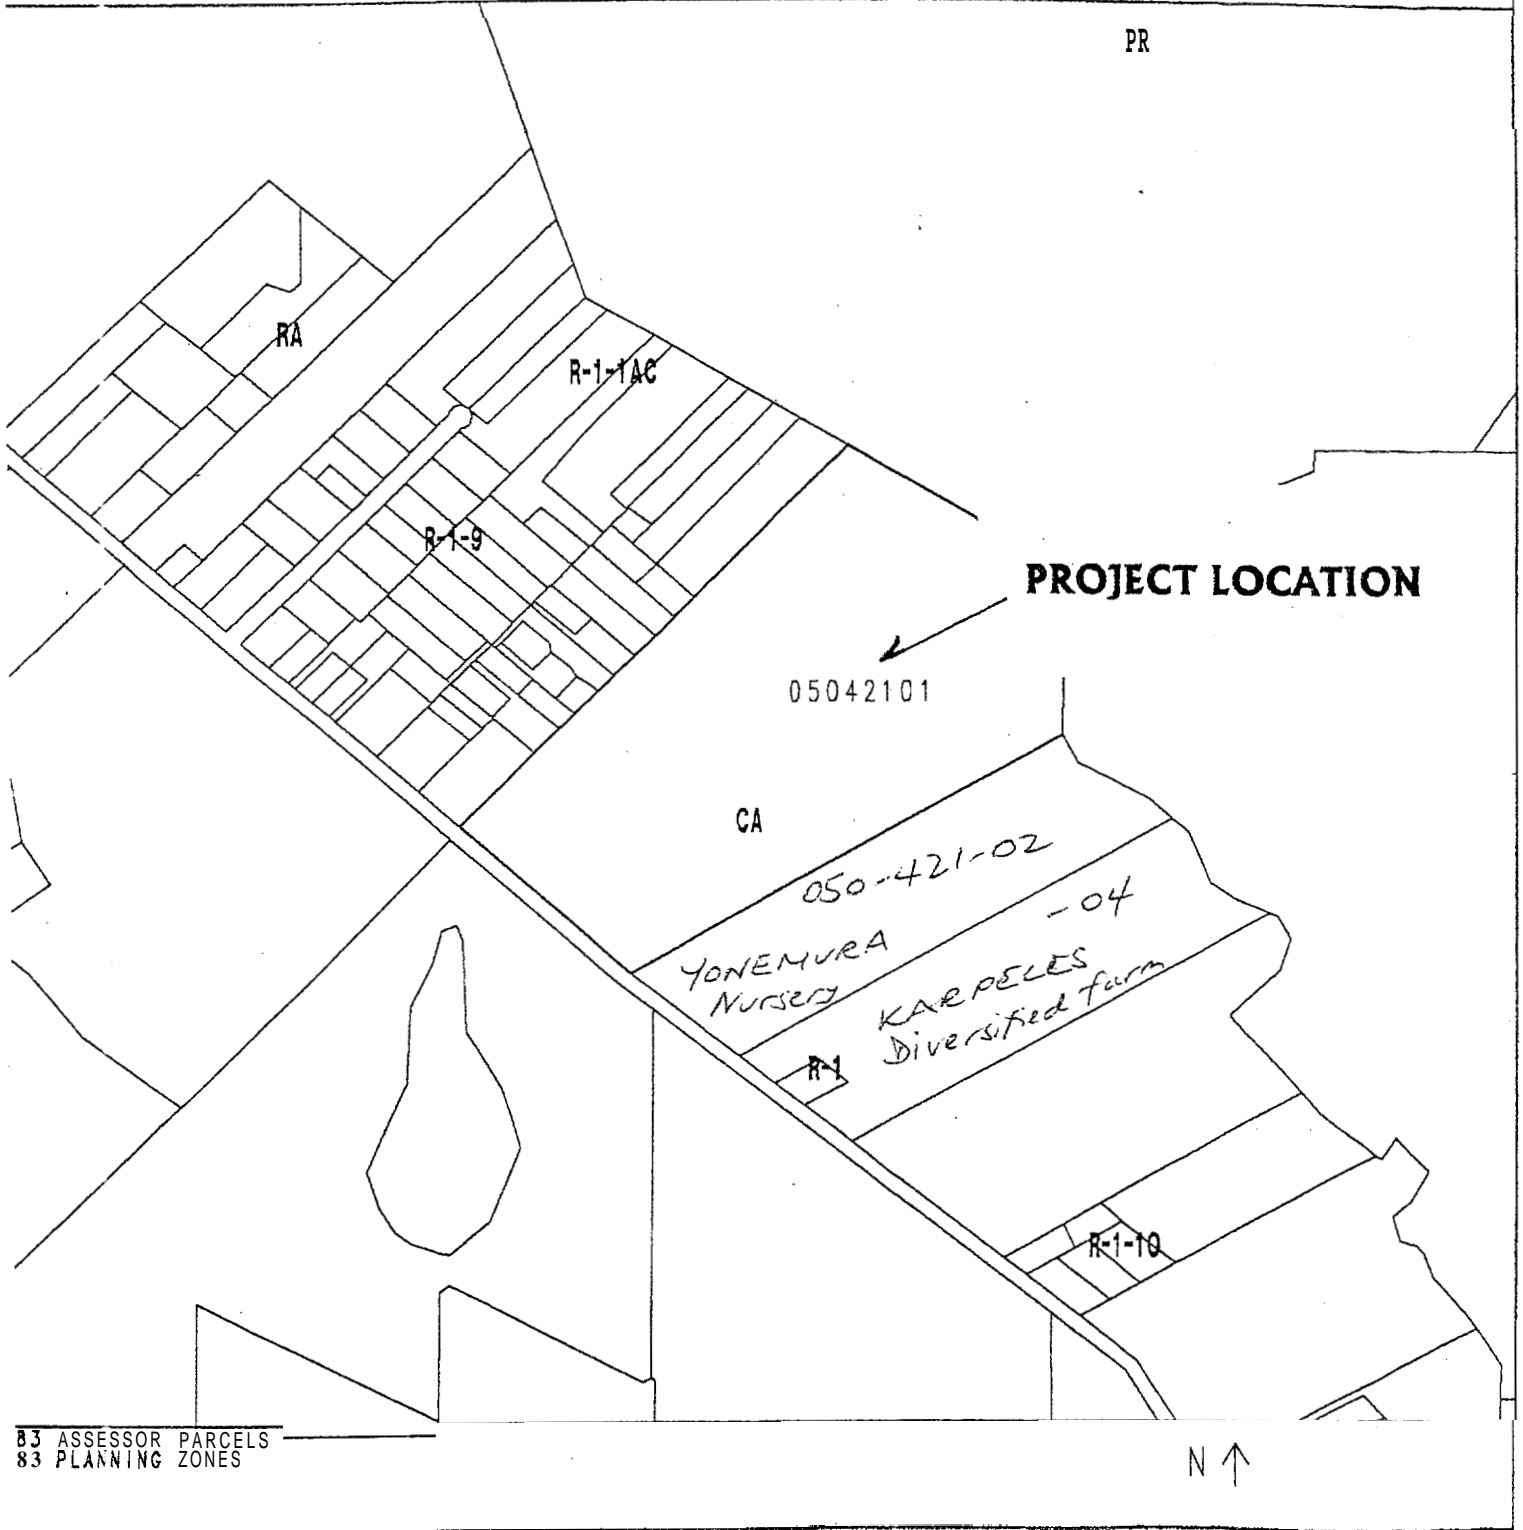 PR
RA
R-1-1AC
R-1-9
PROJECT LOCATION
05042101
CA
050-421-02
-04
YONEMURA
Nursery
KARPELES
Diversified farm
R-1
R-1-10
83 ASSESSOR PARCELS
83 PLANNING ZONES
N